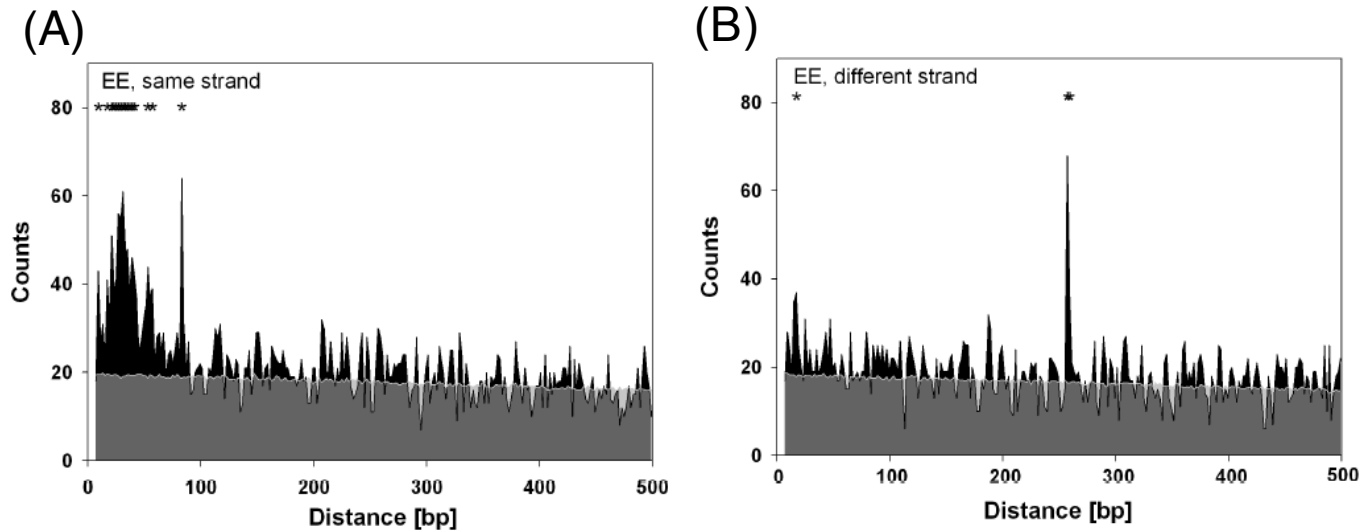 (A)
EE, same strand
* ** * *
80
60
40
20
0
Counts
0 100 200 300 400 500
Distance [bp]
(B)
EE, different strand
* *
80
60
40
20
0
Counts
0 100 200 300 400 500
Distance [bp]